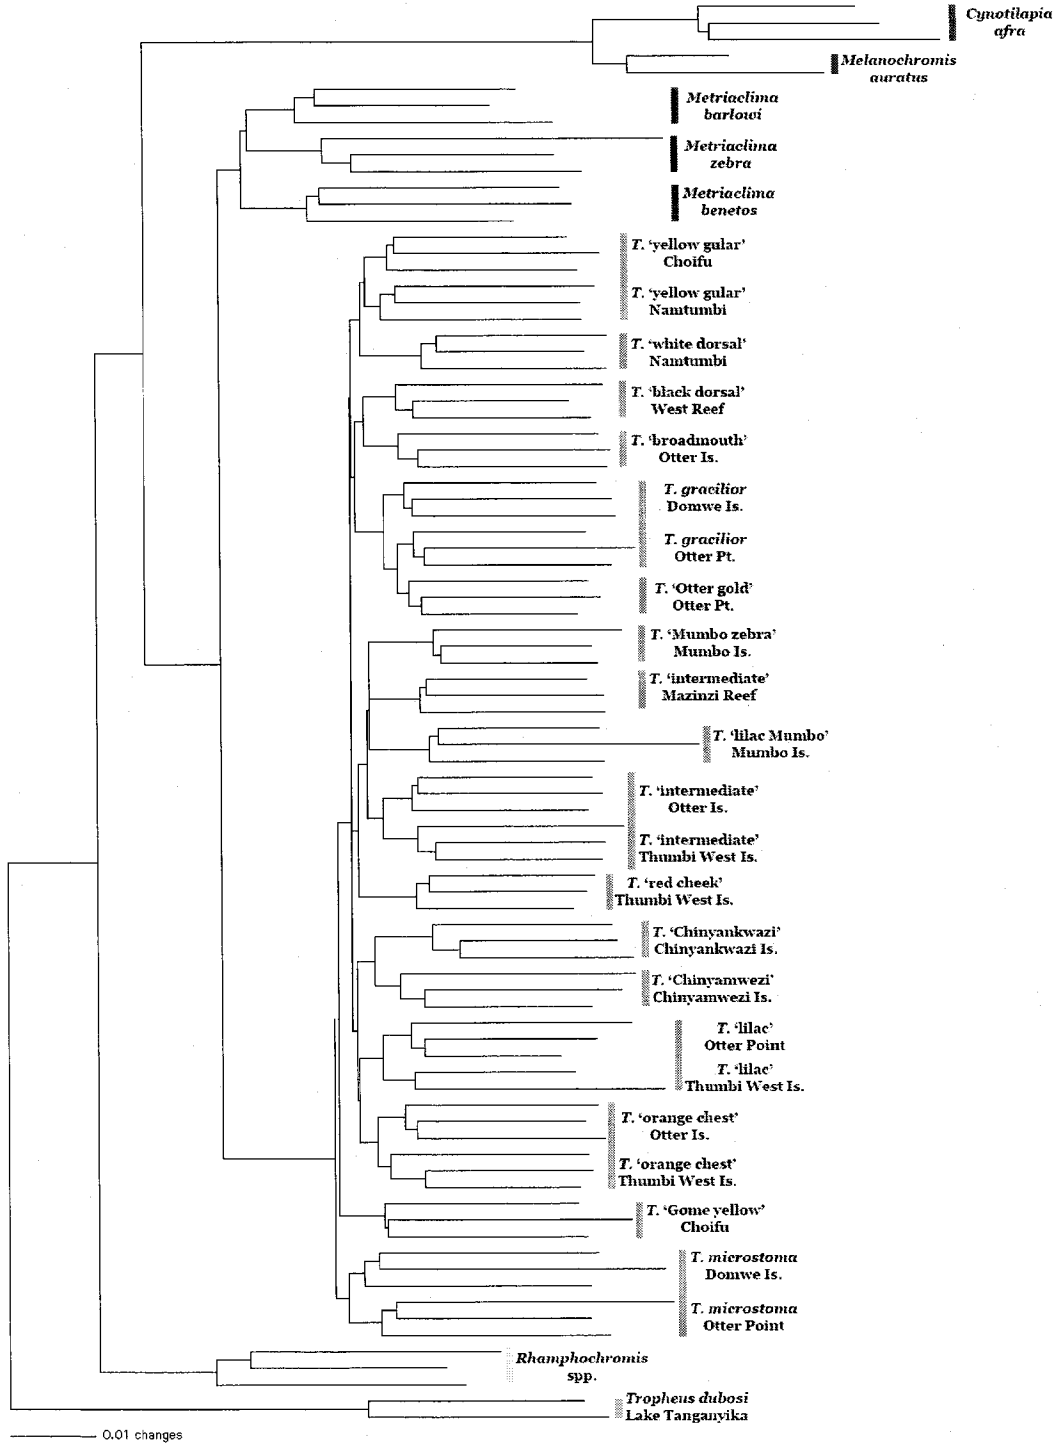 Cynotilapia
afra
Melanochromis
auratus
Metriaclima
barlowi
Metriaclima
zebra
Metriaclima
benetos
T. ‘yellow gular’
Choifu
T. ‘yellow gular’
Namtumbi
T. ‘white dorsal’
Namtumbi
T. ‘black dorsal’
West Reef
T. ‘broadmouth’
Otter Is.
T. gracilior
Domwe Is.
T. gracilior
Otter Pt.
T. ‘Otter gold’
Otter Pt.
T. ‘Mumbo zebra’
Mumbo Is.
T. ‘intermediate’
Mazinzi Reef
T. ‘lilac Mumbo’
Mumbo Is.
T. ‘intermediate’
Otter Is.
T. ‘intermediate’
Thumbi West Is.
T. ‘red cheek’
Thumbi West Is.
T. ‘Chinyankwazi’
Chinyankwazi Is.
T. ‘Chinyamwezi’
Chinyamwezi Is.
T. ‘lilac’
Otter Point
T. ‘lilac’
Thumbi West Is.
T. ‘orange chest’
Otter Is.
T. ‘orange chest’
Thumbi West Is.
T. ‘Gome yellow’
Choifu
T. microstoma
Domwe Is.
T. microstoma
Otter Point
Rhamphochromis
spp.
Tropheus dubosi
Lake Tanganyika
0.01 changes